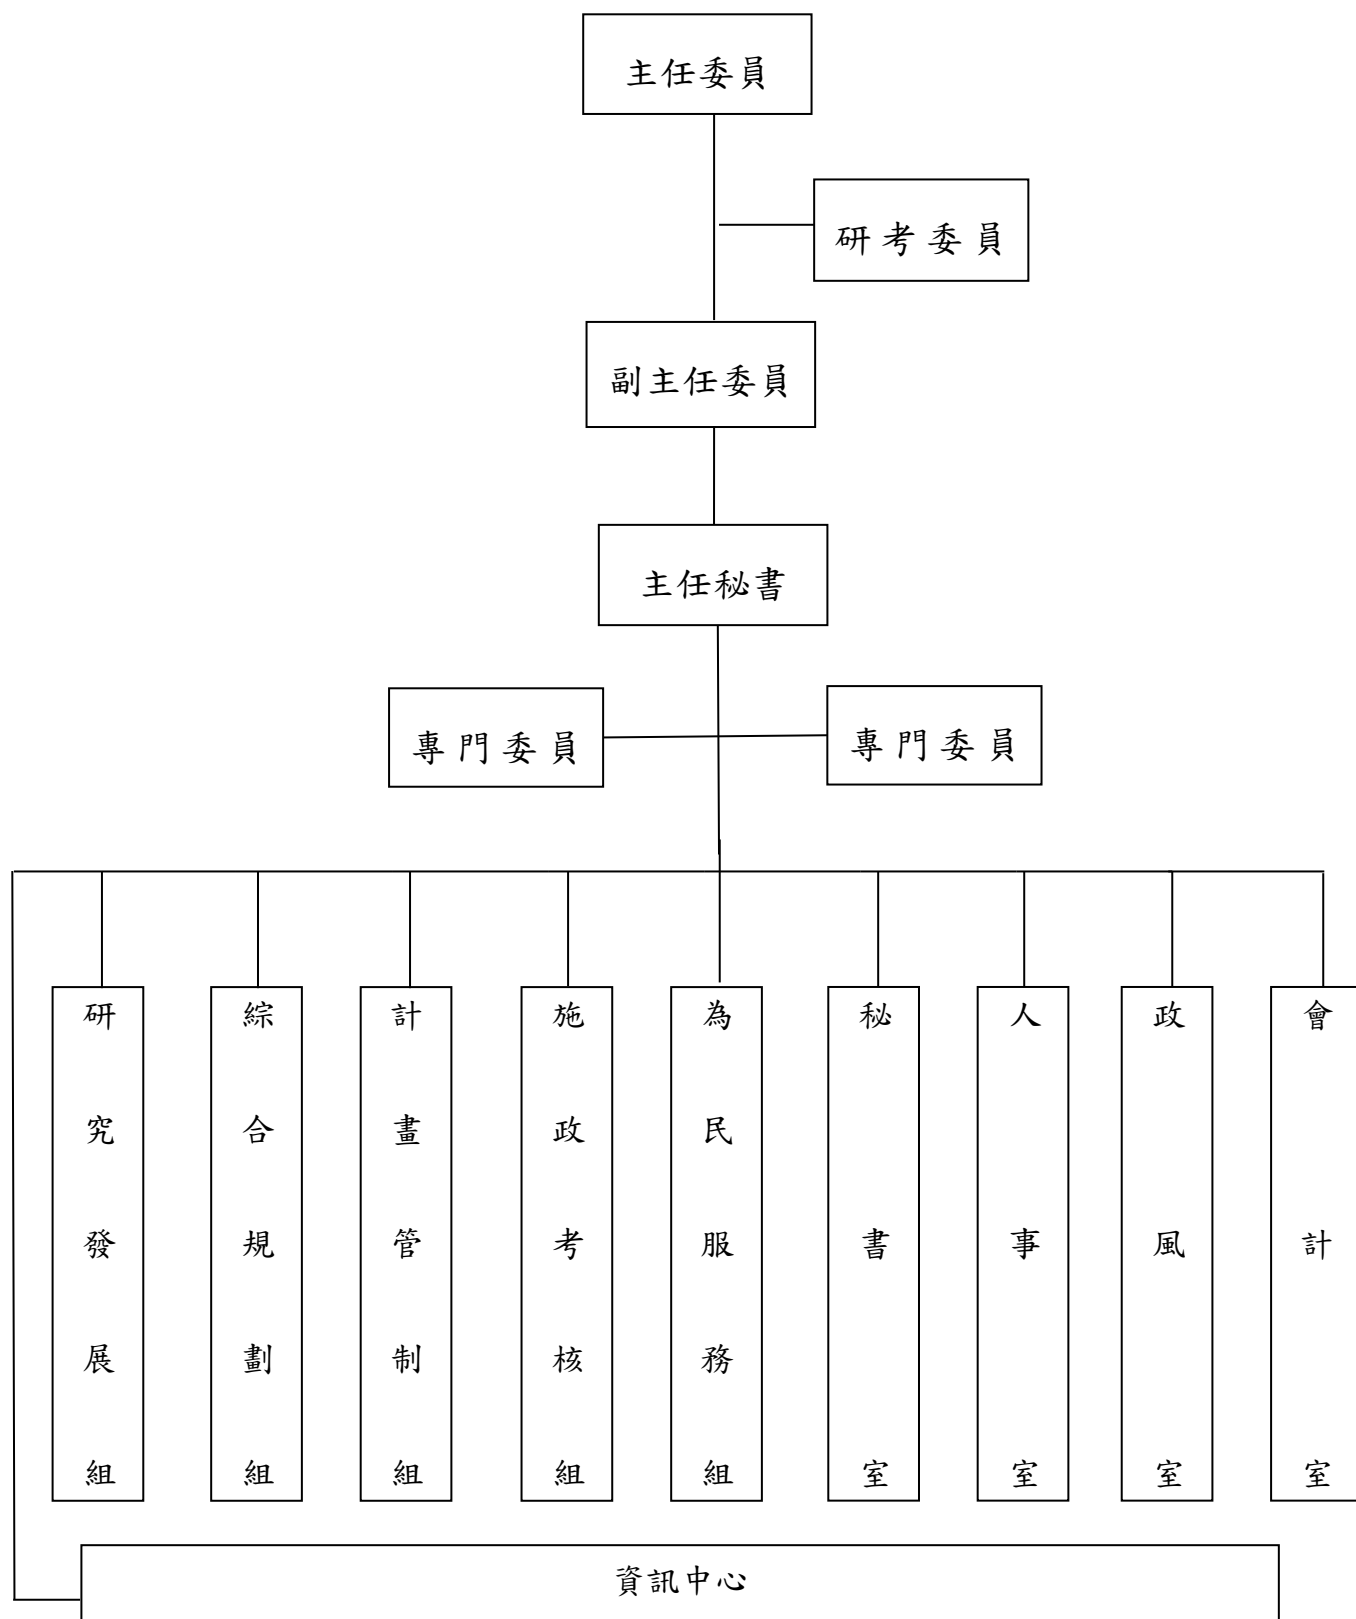 主任委員
研考委員
副主任委員
主任秘書
專門委員
專門委員
研究發展組
綜合規劃組
計畫管制組
施政考核組
為民服務組
秘書室
人事室
政風室
會計室
資訊中心